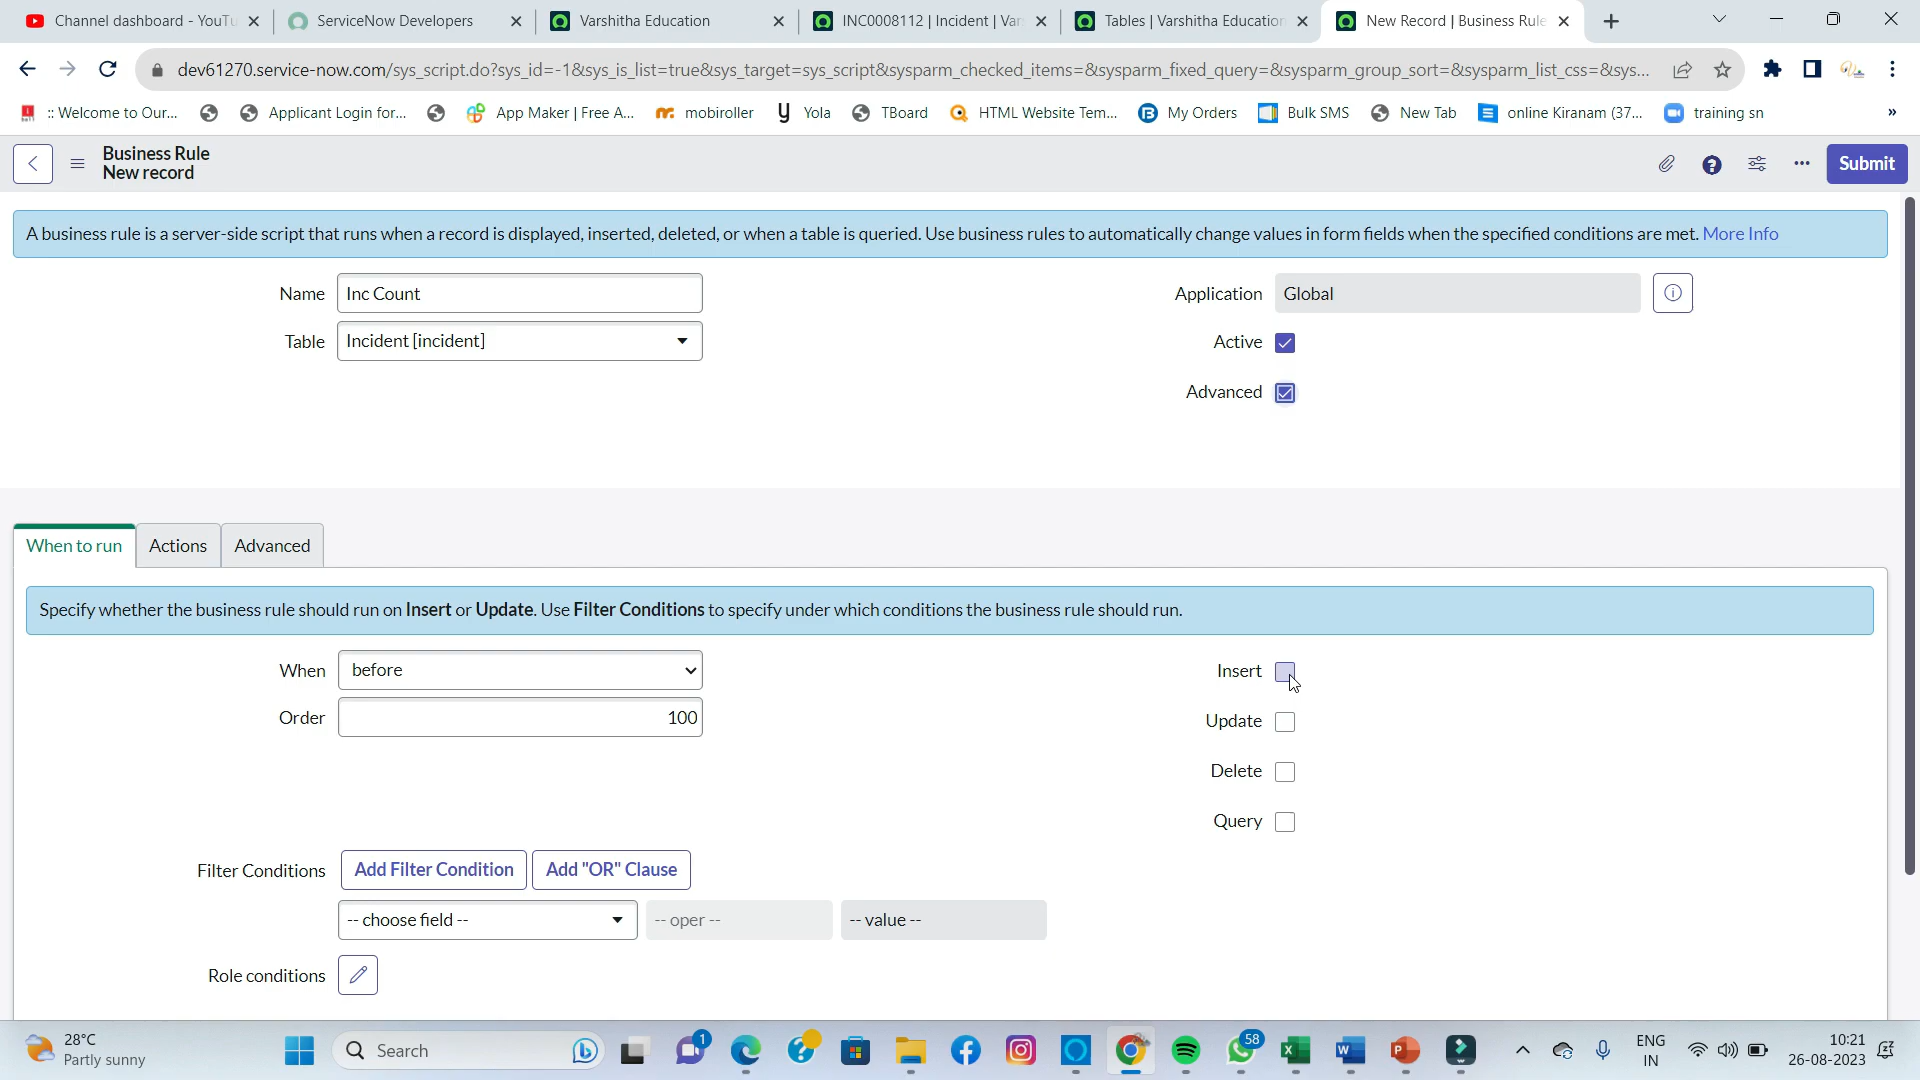 Channel dashboard - YouTu
ServiceNow Developers
Varshitha Education
INC0008112 | Incident | Var
Tables | Varshitha Education
New Record | Business Rule
dev61270.service-now.com/sys_script.do?sys_id=-1&sys_is_list=true&sys_target=sys_script&sysparm_checked_items=&sysparm_fixed_query=&sysparm_group_sort=&sysparm_list_css=&sys...
:: Welcome to Our...
Applicant Login for...
App Maker | Free A...
mobiroller
Yola
TBoard
HTML Website Tem...
My Orders
Bulk SMS
New Tab
online Kiranam (37...
training sn
»
Business Rule
New record
Submit
A business rule is a server-side script that runs when a record is displayed, inserted, deleted, or when a table is queried. Use business rules to automatically change values in form fields when the specified conditions are met. More Info
Name Inc Count
Application Global
Table Incident [incident]
Active
Advanced
When to run
Actions
Advanced
Specify whether the business rule should run on Insert or Update. Use Filter Conditions to specify under which conditions the business rule should run.
When before
Insert
Order 100
Update
Delete
Query
Filter Conditions Add Filter Condition Add "OR" Clause
-- choose field -- -- oper -- -- value --
Role conditions
28°C
Partly sunny
Search
1
58
ENG
IN
10:21
26-08-2023